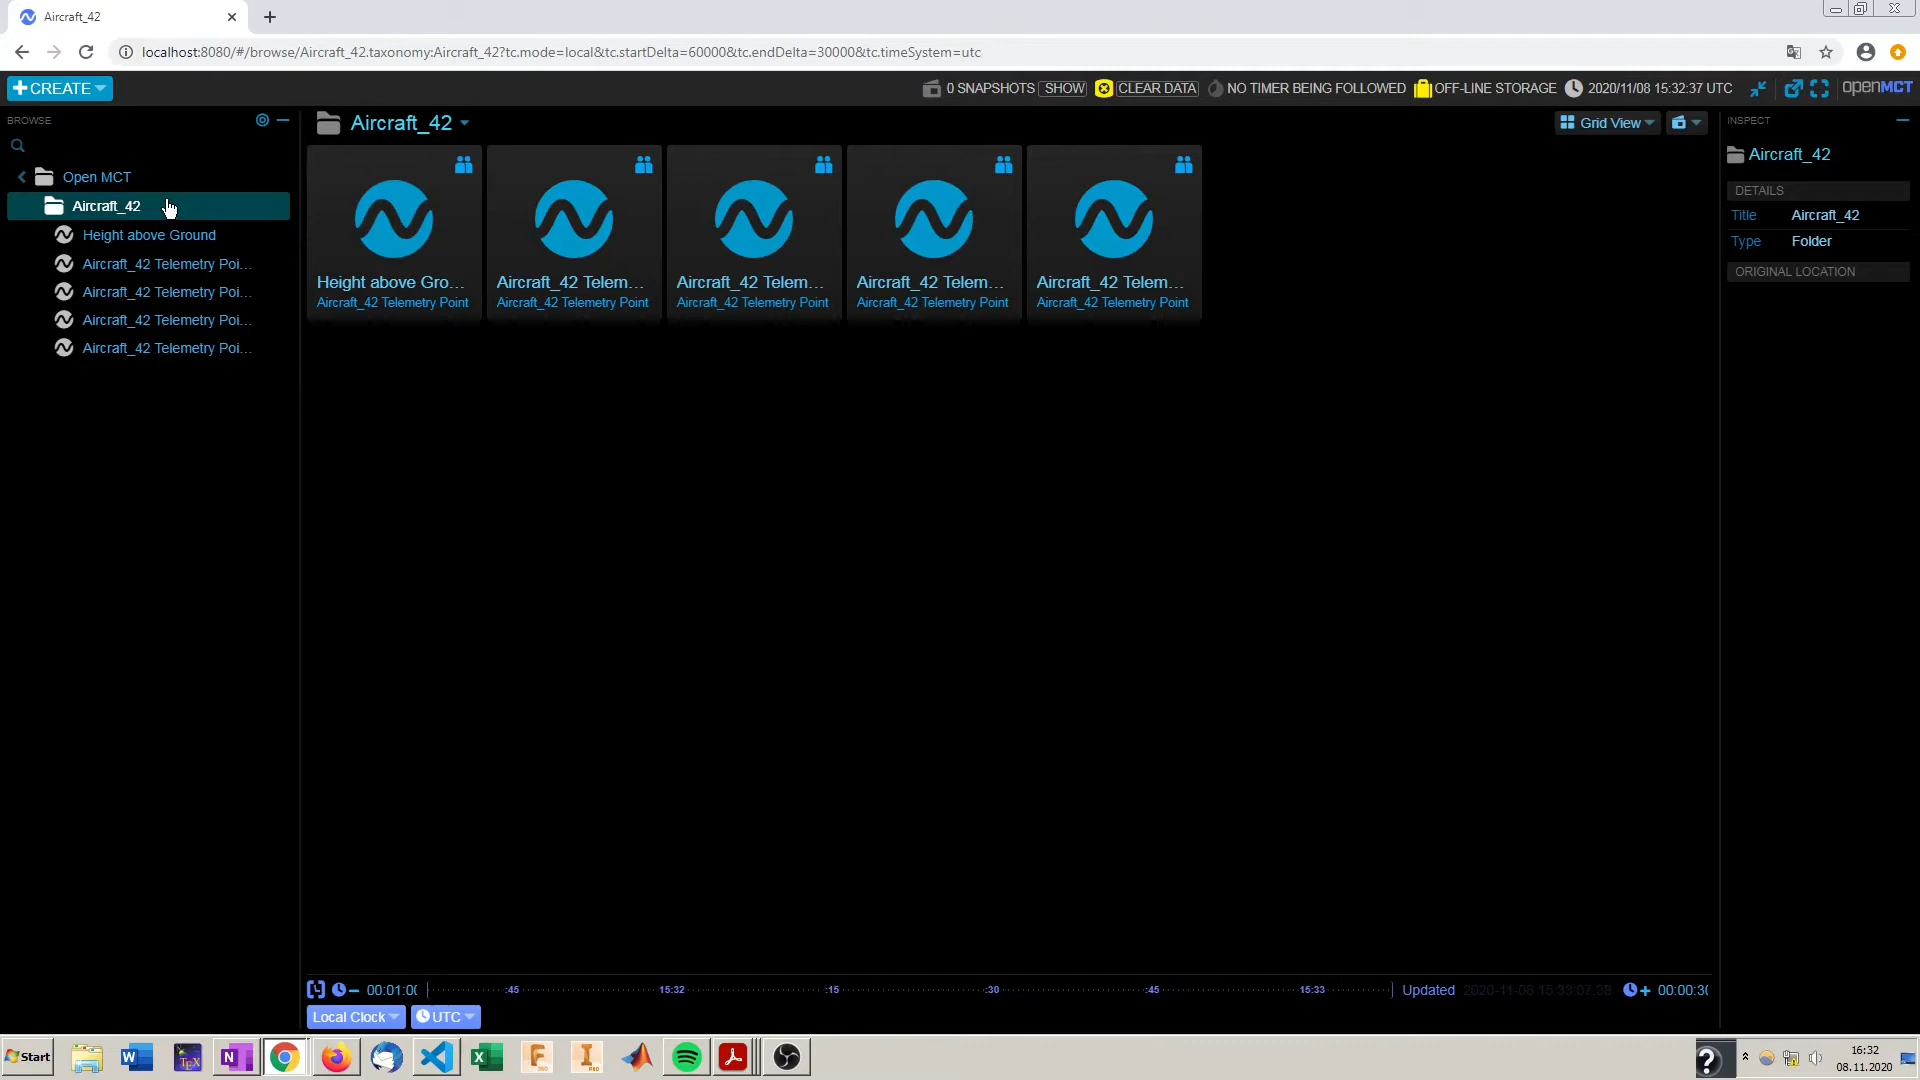 Aircraft_42
localhost:8080/#/browse/Aircraft_42.taxonomy:Aircraft_42?tc.mode=local&tc.startDelta=60000&tc.endDelta=30000&tc.timeSystem=utc
CREATE
0 SNAPSHOTS SHOW CLEAR DATA NO TIMER BEING FOLLOWED OFF-LINE STORAGE 2020/11/08 15:32:37 UTC openMCT
BROWSE
Open MCT
Aircraft_42
Height above Ground
Aircraft_42 Telemetry Poi...
Aircraft_42 Telemetry Poi...
Aircraft_42 Telemetry Poi...
Aircraft_42 Telemetry Poi...
Aircraft_42
Grid View
Height above Gro...
Aircraft_42 Telemetry Point
Aircraft_42 Telem...
Aircraft_42 Telemetry Point
Aircraft_42 Telem...
Aircraft_42 Telemetry Point
Aircraft_42 Telem...
Aircraft_42 Telemetry Point
Aircraft_42 Telem...
Aircraft_42 Telemetry Point
INSPECT
Aircraft_42
DETAILS
Title Aircraft_42
Type Folder
ORIGINAL LOCATION
00:01:00 :45 15:32 :15 :30 :45 15:33 Updated 00:00:30
Local Clock UTC
Start
16:32
08.11.2020